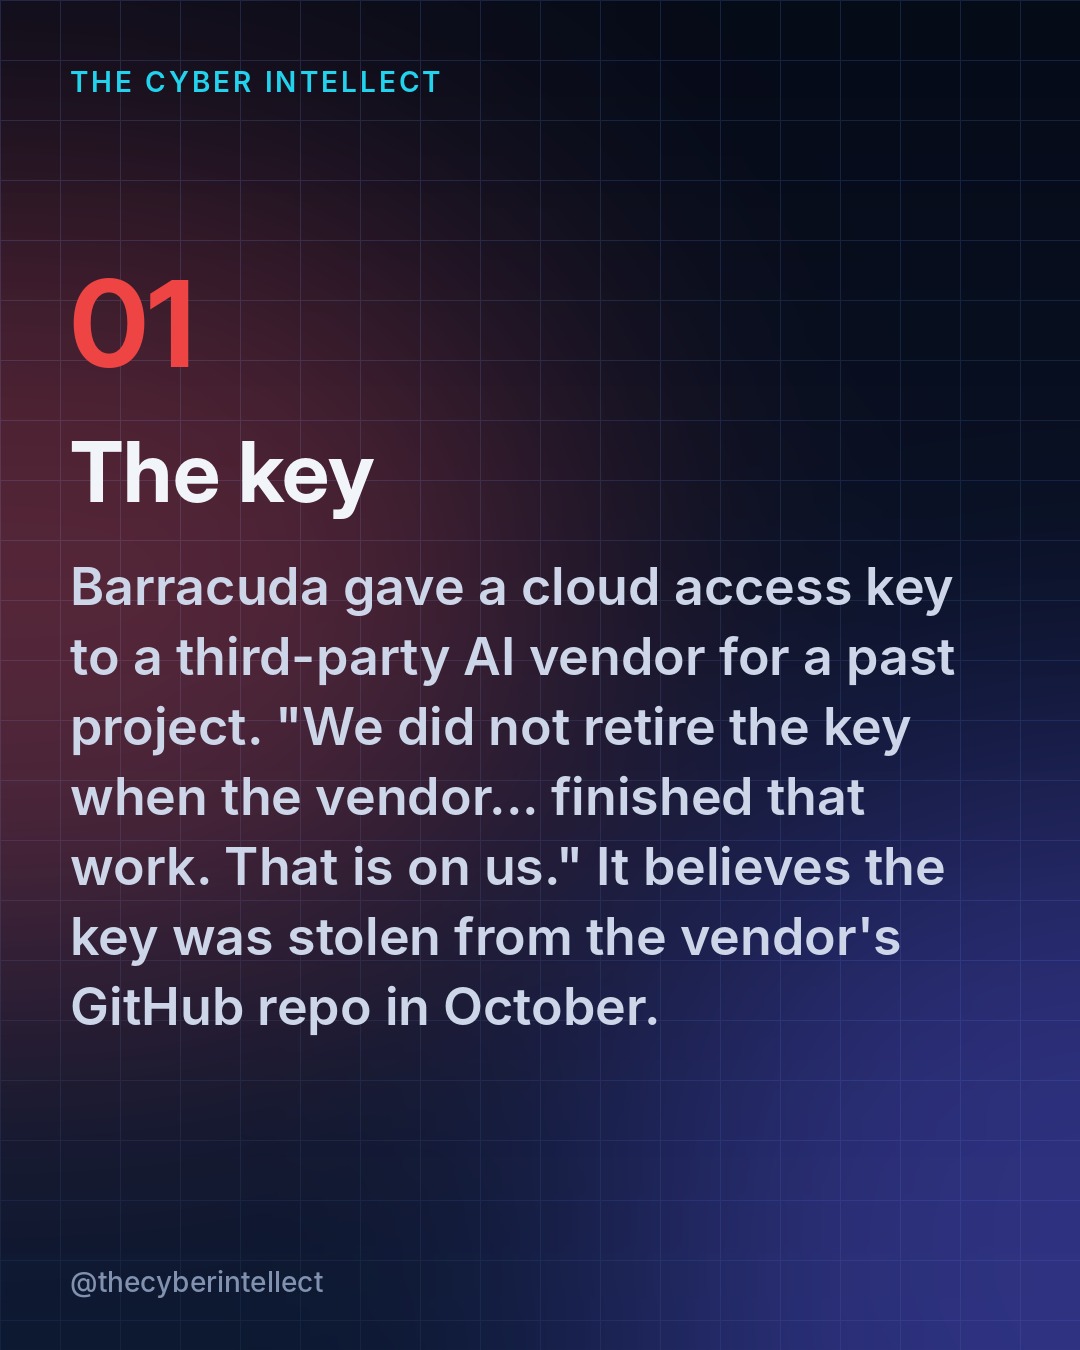 THE CYBER INTELLECT
01
The key
Barracuda gave a cloud access key
to a third-party AI vendor for a past
project. "We did not retire the key
when the vendor... finished that
work. That is on us." It believes the
key was stolen from the vendor's
GitHub repo in October.
@thecyberintellect